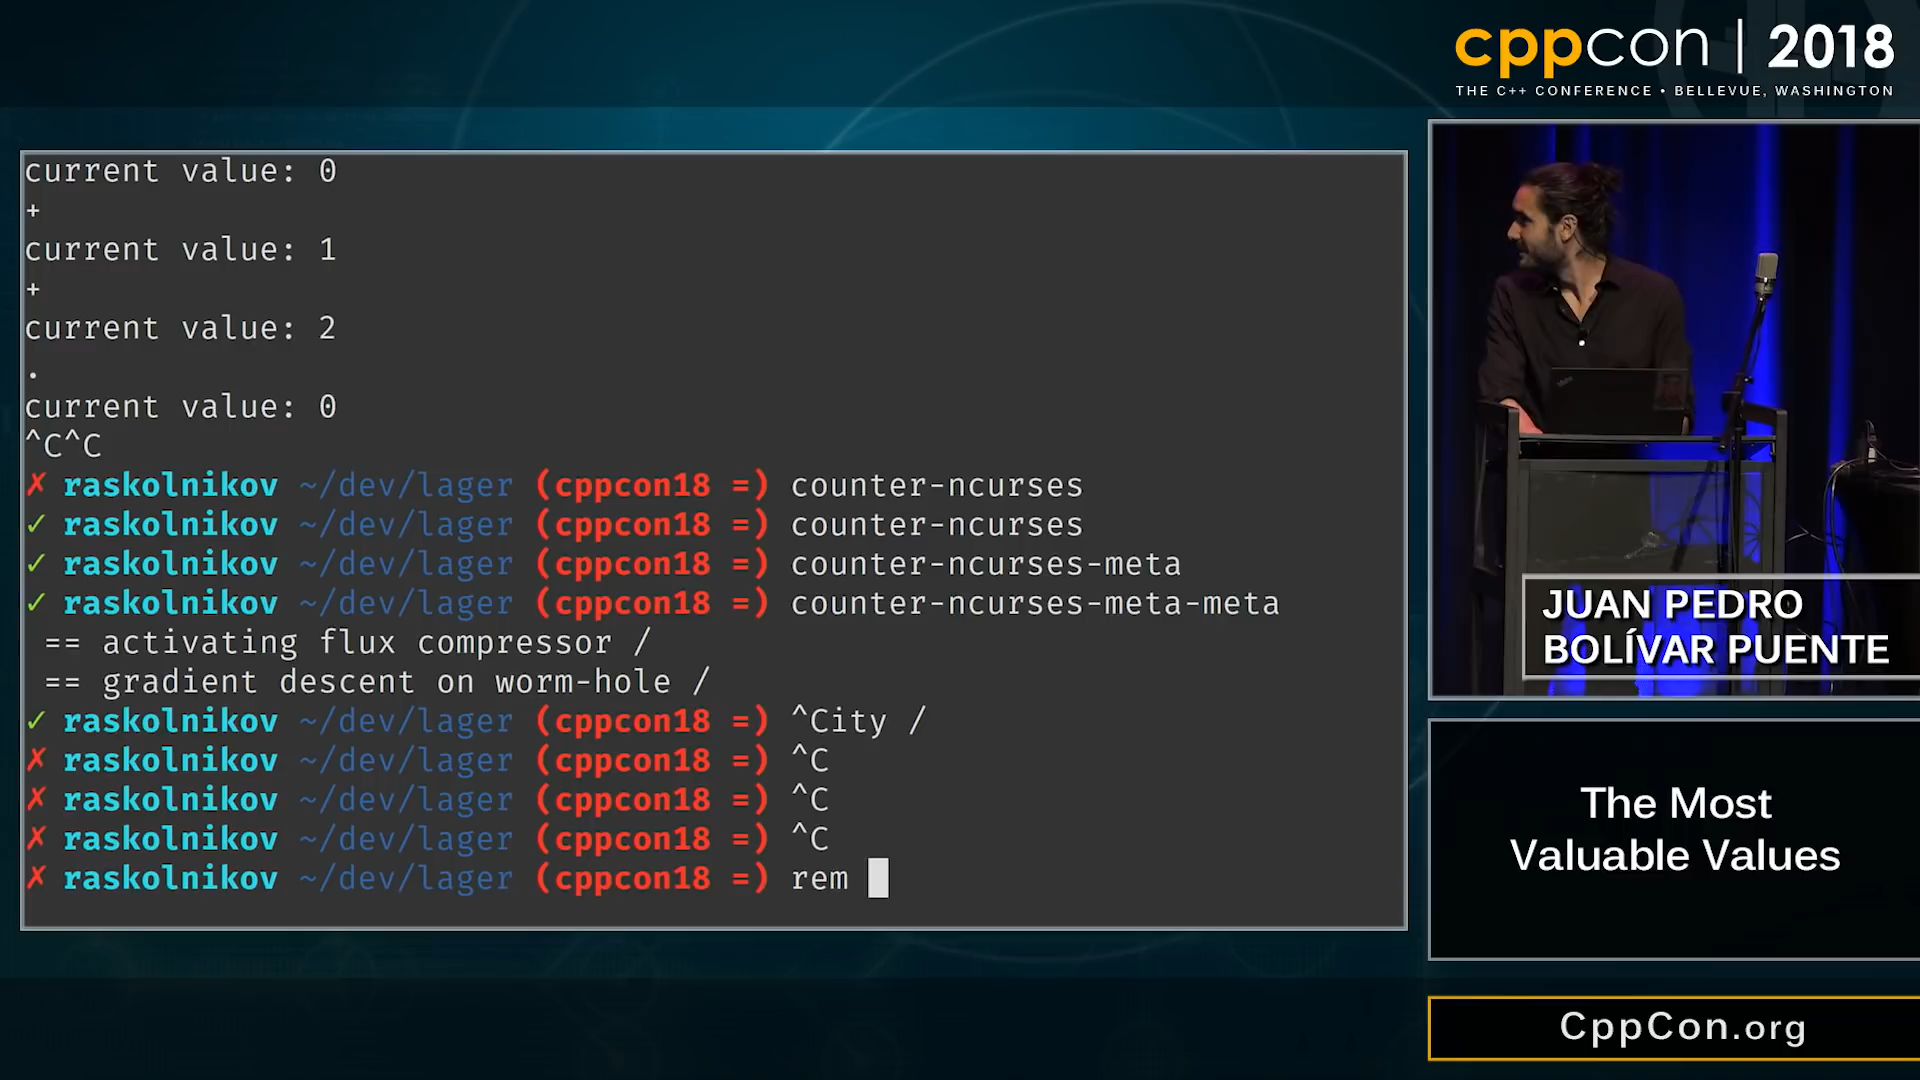 cppcon | 2018
THE C++ CONFERENCE • BELLEVUE, WASHINGTON
current value: 0
+
current value: 1
+
current value: 2
.
current value: 0
^C^C
✗ raskolnikov ~/dev/lager (cppcon18 =) counter-ncurses
✓ raskolnikov ~/dev/lager (cppcon18 =) counter-ncurses
✓ raskolnikov ~/dev/lager (cppcon18 =) counter-ncurses-meta
✓ raskolnikov ~/dev/lager (cppcon18 =) counter-ncurses-meta-meta
== activating flux compressor /
== gradient descent on worm-hole /
✓ raskolnikov ~/dev/lager (cppcon18 =) ^City /
✗ raskolnikov ~/dev/lager (cppcon18 =) ^C
✗ raskolnikov ~/dev/lager (cppcon18 =) ^C
✗ raskolnikov ~/dev/lager (cppcon18 =) ^C
✗ raskolnikov ~/dev/lager (cppcon18 =) rem
JUAN PEDRO
BOLÍVAR PUENTE
The Most
Valuable Values
CppCon.org